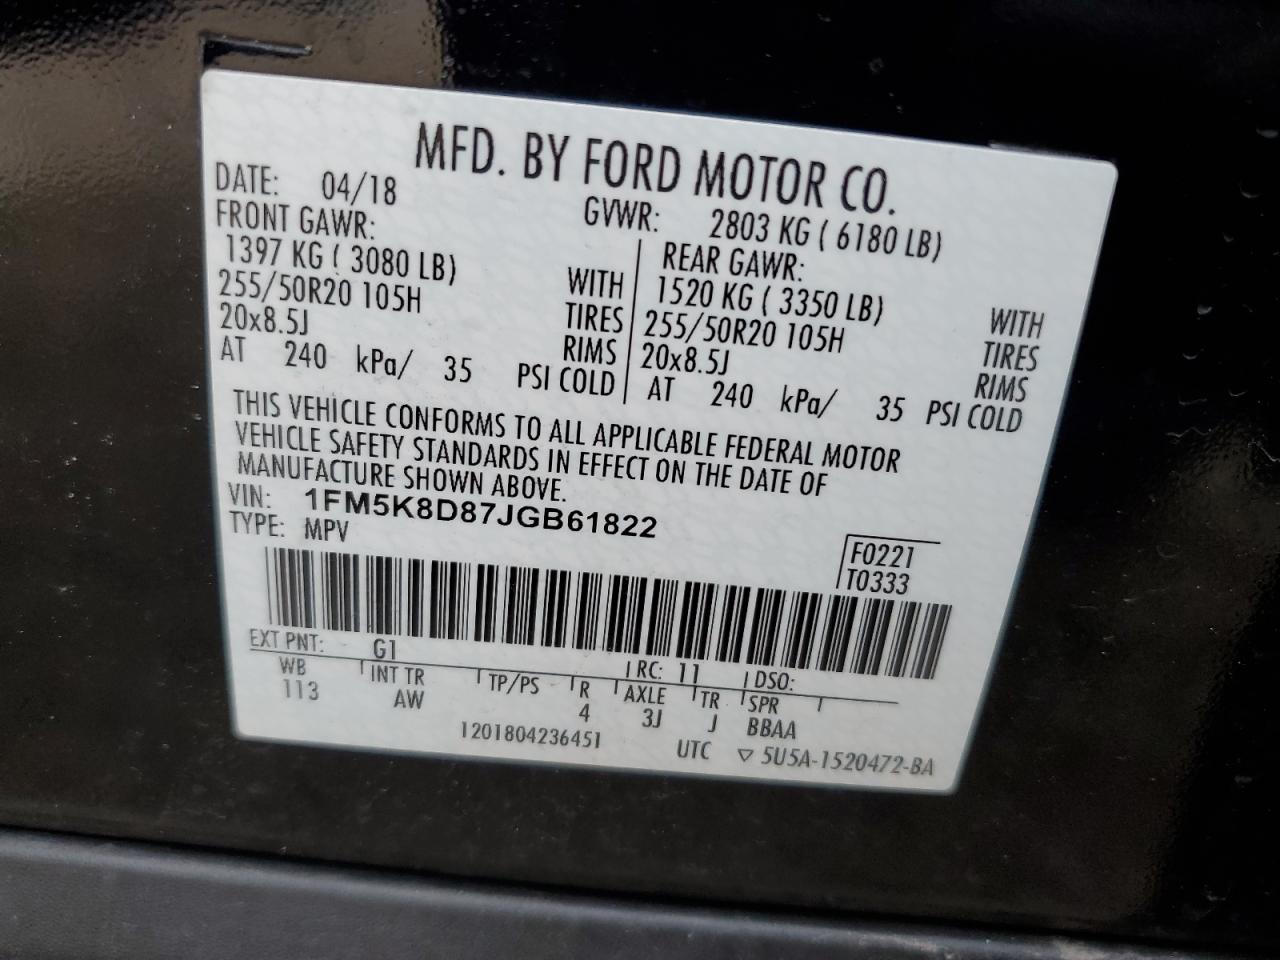 MFD. BY FORD MOTOR CO.
DATE: 04/18 GVWR: 2803 KG ( 6180 LB)
FRONT GAWR: REAR GAWR:
1397 KG ( 3080 LB) WITH 1520 KG ( 3350 LB) WITH
255/50R20 105H TIRES 255/50R20 105H TIRES
20x8.5J RIMS 20x8.5J RIMS
AT 240 kPa/ 35 PSI COLD AT 240 kPa/ 35 PSI COLD
THIS VEHICLE CONFORMS TO ALL APPLICABLE FEDERAL MOTOR
VEHICLE SAFETY STANDARDS IN EFFECT ON THE DATE OF
MANUFACTURE SHOWN ABOVE.
VIN: 1FM5K8D87JGB61822
TYPE: MPV
F0221
T0333
EXT PNT: G1 RC: 11 DSO:
WB INT TR TP/PS R AXLE TR SPR
113 AW 4 3J J BBAA
1201804236451 UTC ▽ 5U5A-1520472-BA